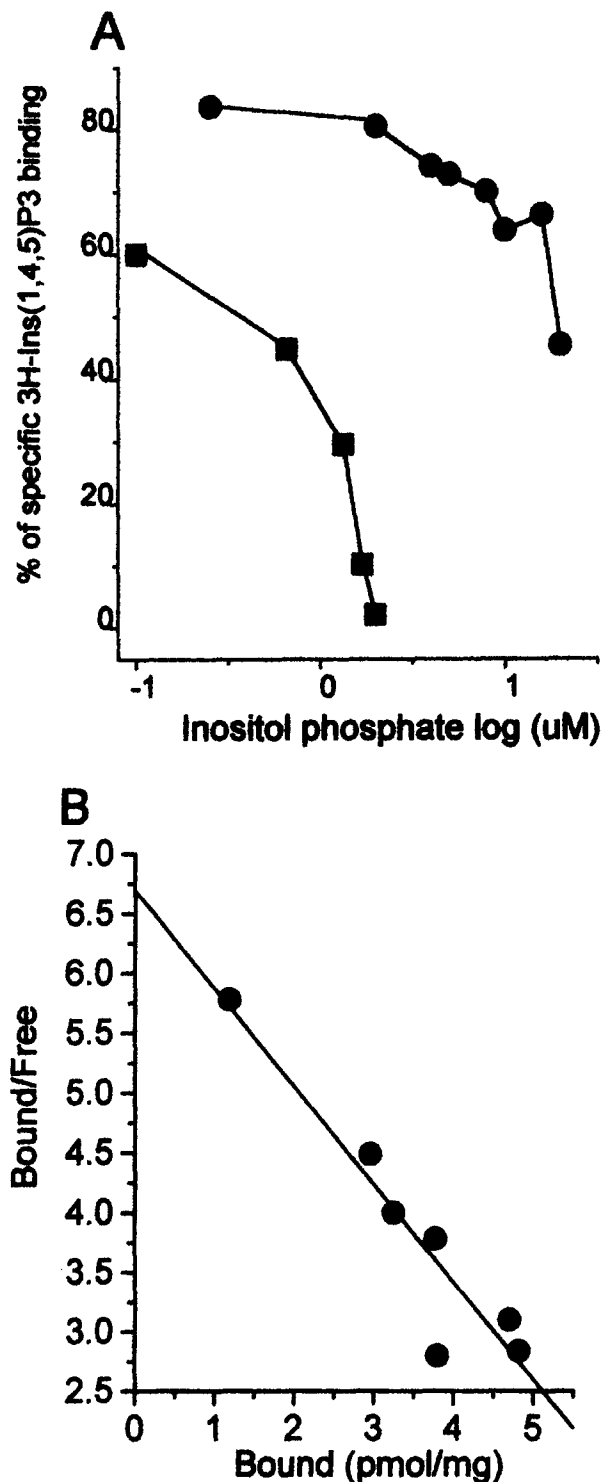 A
% of specific 3H-Ins(1,4,5)P3 binding
80
60
40
20
0
-1 0 1
Inositol phosphate log (uM)
B
Bound/Free
7.0
6.5
6.0
5.5
5.0
4.5
4.0
3.5
3.0
2.5
0 1 2 3 4 5
Bound (pmol/mg)